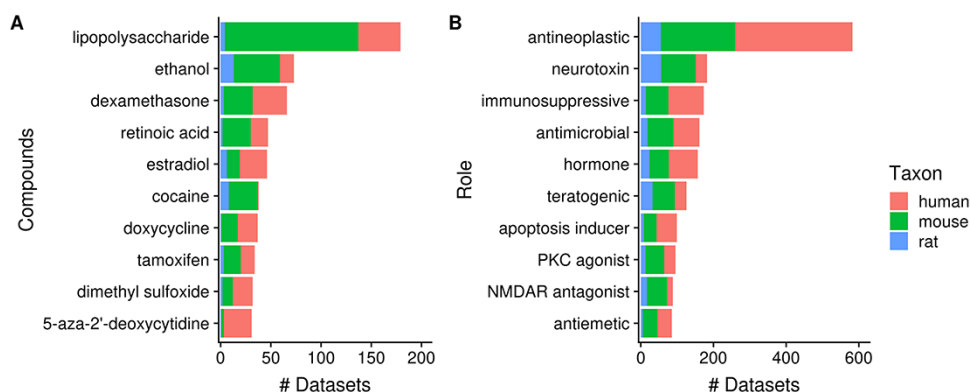 A
Compounds
lipopolysaccharide
ethanol
dexamethasone
retinoic acid
estradiol
cocaine
doxycycline
tamoxifen
dimethyl sulfoxide
5-aza-2'-deoxycytidine
0 50 100 150 200
# Datasets
B
Role
antineoplastic
neurotoxin
immunosuppressive
antimicrobial
hormone
teratogenic
apoptosis inducer
PKC agonist
NMDAR antagonist
antiemetic
0 200 400 600
# Datasets
Taxon
human
mouse
rat